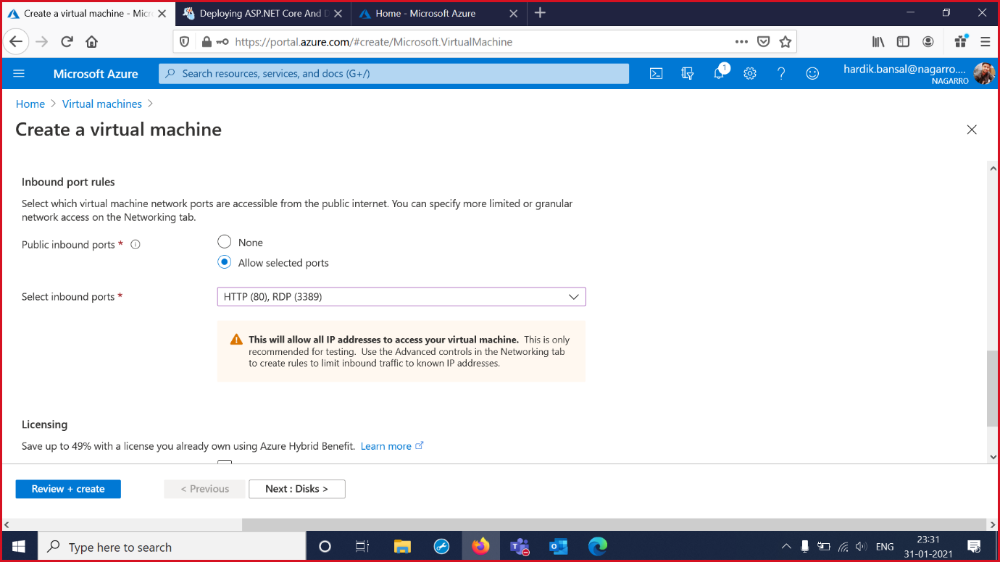 Create a virtual machine - Micr
Deploying ASP.NET Core And D
Home - Microsoft Azure
https://portal.azure.com/#create/Microsoft.VirtualMachine
Microsoft Azure
Search resources, services, and docs (G+/)
1
hardik.bansal@nagarro....
NAGARRO
Home > Virtual machines >
Create a virtual machine
Inbound port rules
Select which virtual machine network ports are accessible from the public internet. You can specify more limited or granular
network access on the Networking tab.
Public inbound ports *
None
Allow selected ports
Select inbound ports *
HTTP (80), RDP (3389)
This will allow all IP addresses to access your virtual machine. This is only
recommended for testing. Use the Advanced controls in the Networking tab
to create rules to limit inbound traffic to known IP addresses.
Licensing
Save up to 49% with a license you already own using Azure Hybrid Benefit. Learn more
Review + create
< Previous
Next : Disks >
Type here to search
ENG
23:31
31-01-2021